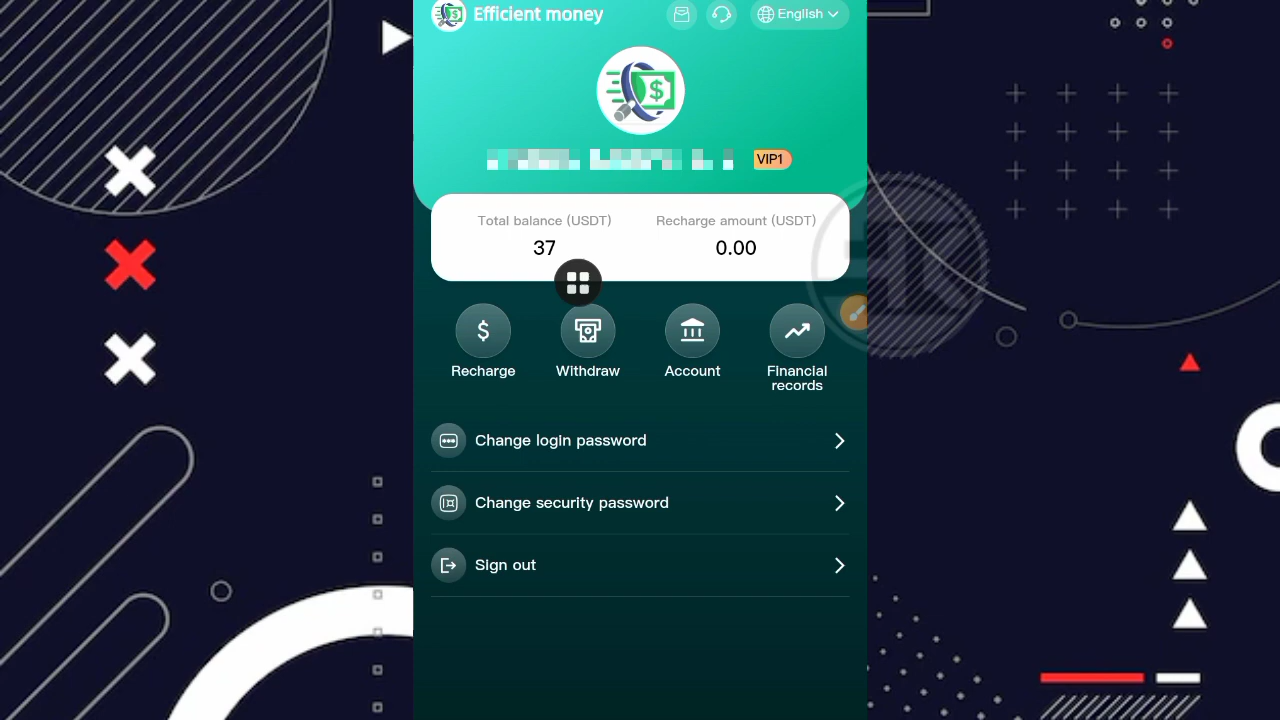 Efficient money
English
VIP1
Total balance (USDT)
Recharge amount (USDT)
37
0.00
Recharge
Withdraw
Account
Financial
records
Change login password
Change security password
Sign out